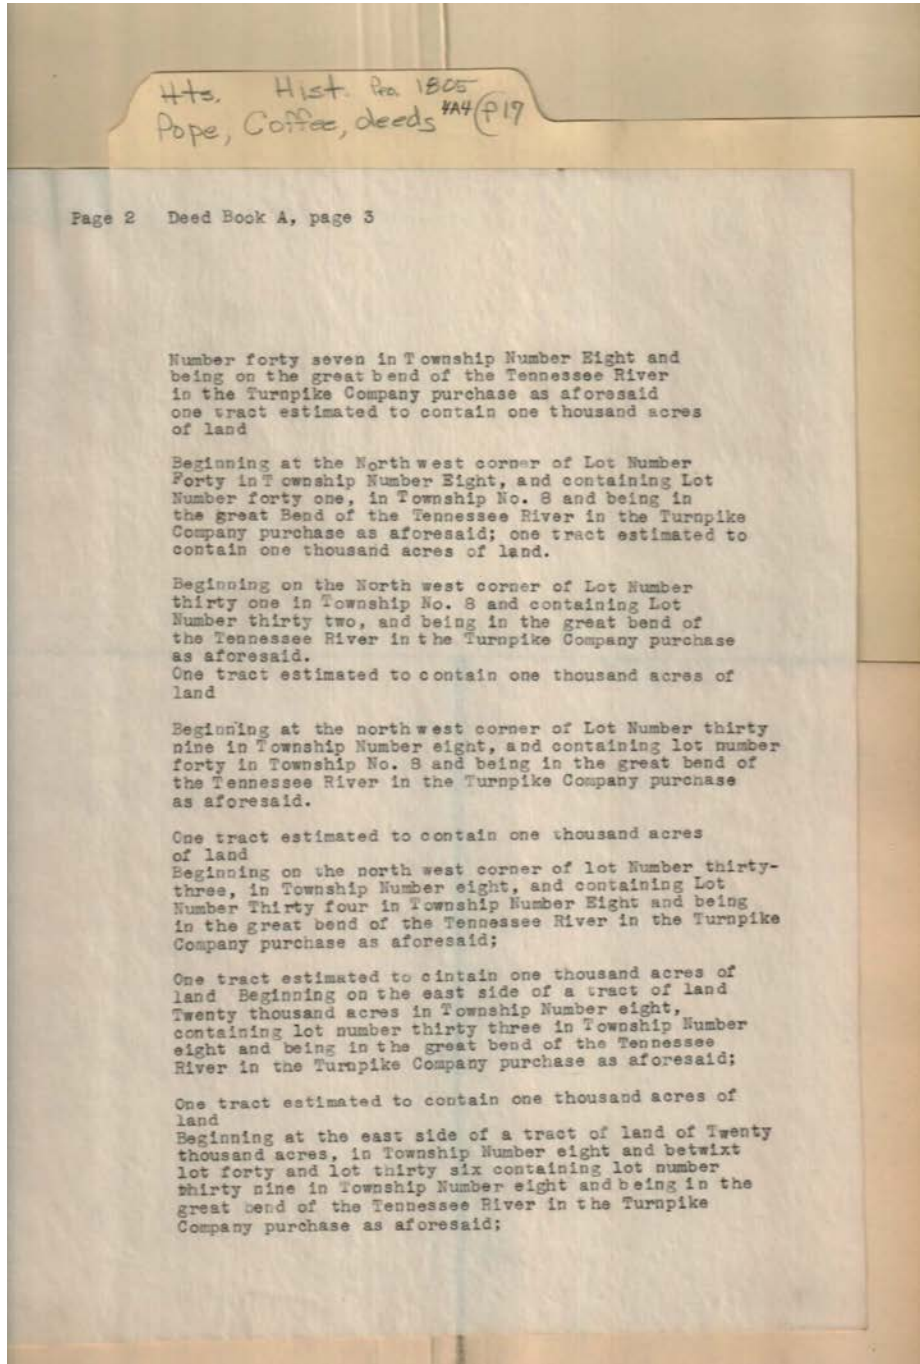 Hts. Hist. Pro. 1805
Pope, Coffee, deeds 4A4 (P17
Page 2 Deed Book A, page 3
Number forty seven in Township Number Eight and
being on the great bend of the Tennessee River
in the Turnpike Company purchase as aforesaid
one tract estimated to contain one thousand acres
of land
Beginning at the North west corner of Lot Number
Forty in Township Number Eight, and containing Lot
Number forty one, in Township No. 8 and being in
the great Bend of the Tennessee River in the Turnpike
Company purchase as aforesaid; one tract estimated to
contain one thousand acres of land.
Beginning on the North west corner of Lot Number
thirty one in Township No. 8 and containing Lot
Number thirty two, and being in the great bend of
the Tennessee River in the Turnpike Company purchase
as aforesaid.
One tract estimated to contain one thousand acres of
land
Beginning at the north west corner of Lot Number thirty
nine in Township Number eight, and containing lot number
forty in Township No. 8 and being in the great bend of
the Tennessee River in the Turnpike Company purchase
as aforesaid.
One tract estimated to contain one thousand acres
of land
Beginning on the north west corner of lot Number thirty-
three, in Township Number eight, and containing Lot
Number Thirty four in Township Number Eight and being
in the great bend of the Tennessee River in the Turnpike
Company purchase as aforesaid;
One tract estimated to cintain one thousand acres of
land Beginning on the east side of a tract of land
Twenty thousand acres in Township Number eight,
containing lot number thirty three in Township Number
eight and being in the great bend of the Tennessee
River in the Turnpike Company purchase as aforesaid;
One tract estimated to contain one thousand acres of
land
Beginning at the east side of a tract of land of Twenty
thousand acres, in Township Number eight and betwixt
lot forty and lot thirty six containing lot number
thirty nine in Township Number eight and being in the
great bend of the Tennessee River in the Turnpike
Company purchase as aforesaid;